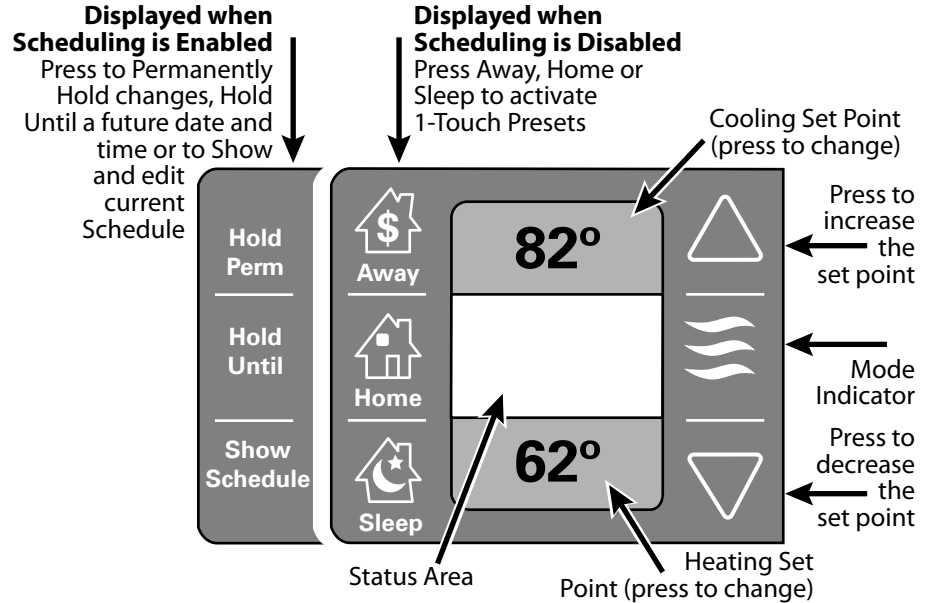 Displayed when
Scheduling is Enabled
Press to Permanently
Hold changes, Hold
Until a future date and
time or to Show
and edit
current
Schedule
Displayed when
Scheduling is Disabled
Press Away, Home or
Sleep to activate
1-Touch Presets
Cooling Set Point
(press to change)
Hold
Perm
Hold
Until
Show
Schedule
$
Away
Home
Sleep
82º
62º
Press to
increase
the
set point
Mode
Indicator
Press to
decrease
the
set point
Status Area
Heating Set
Point (press to change)